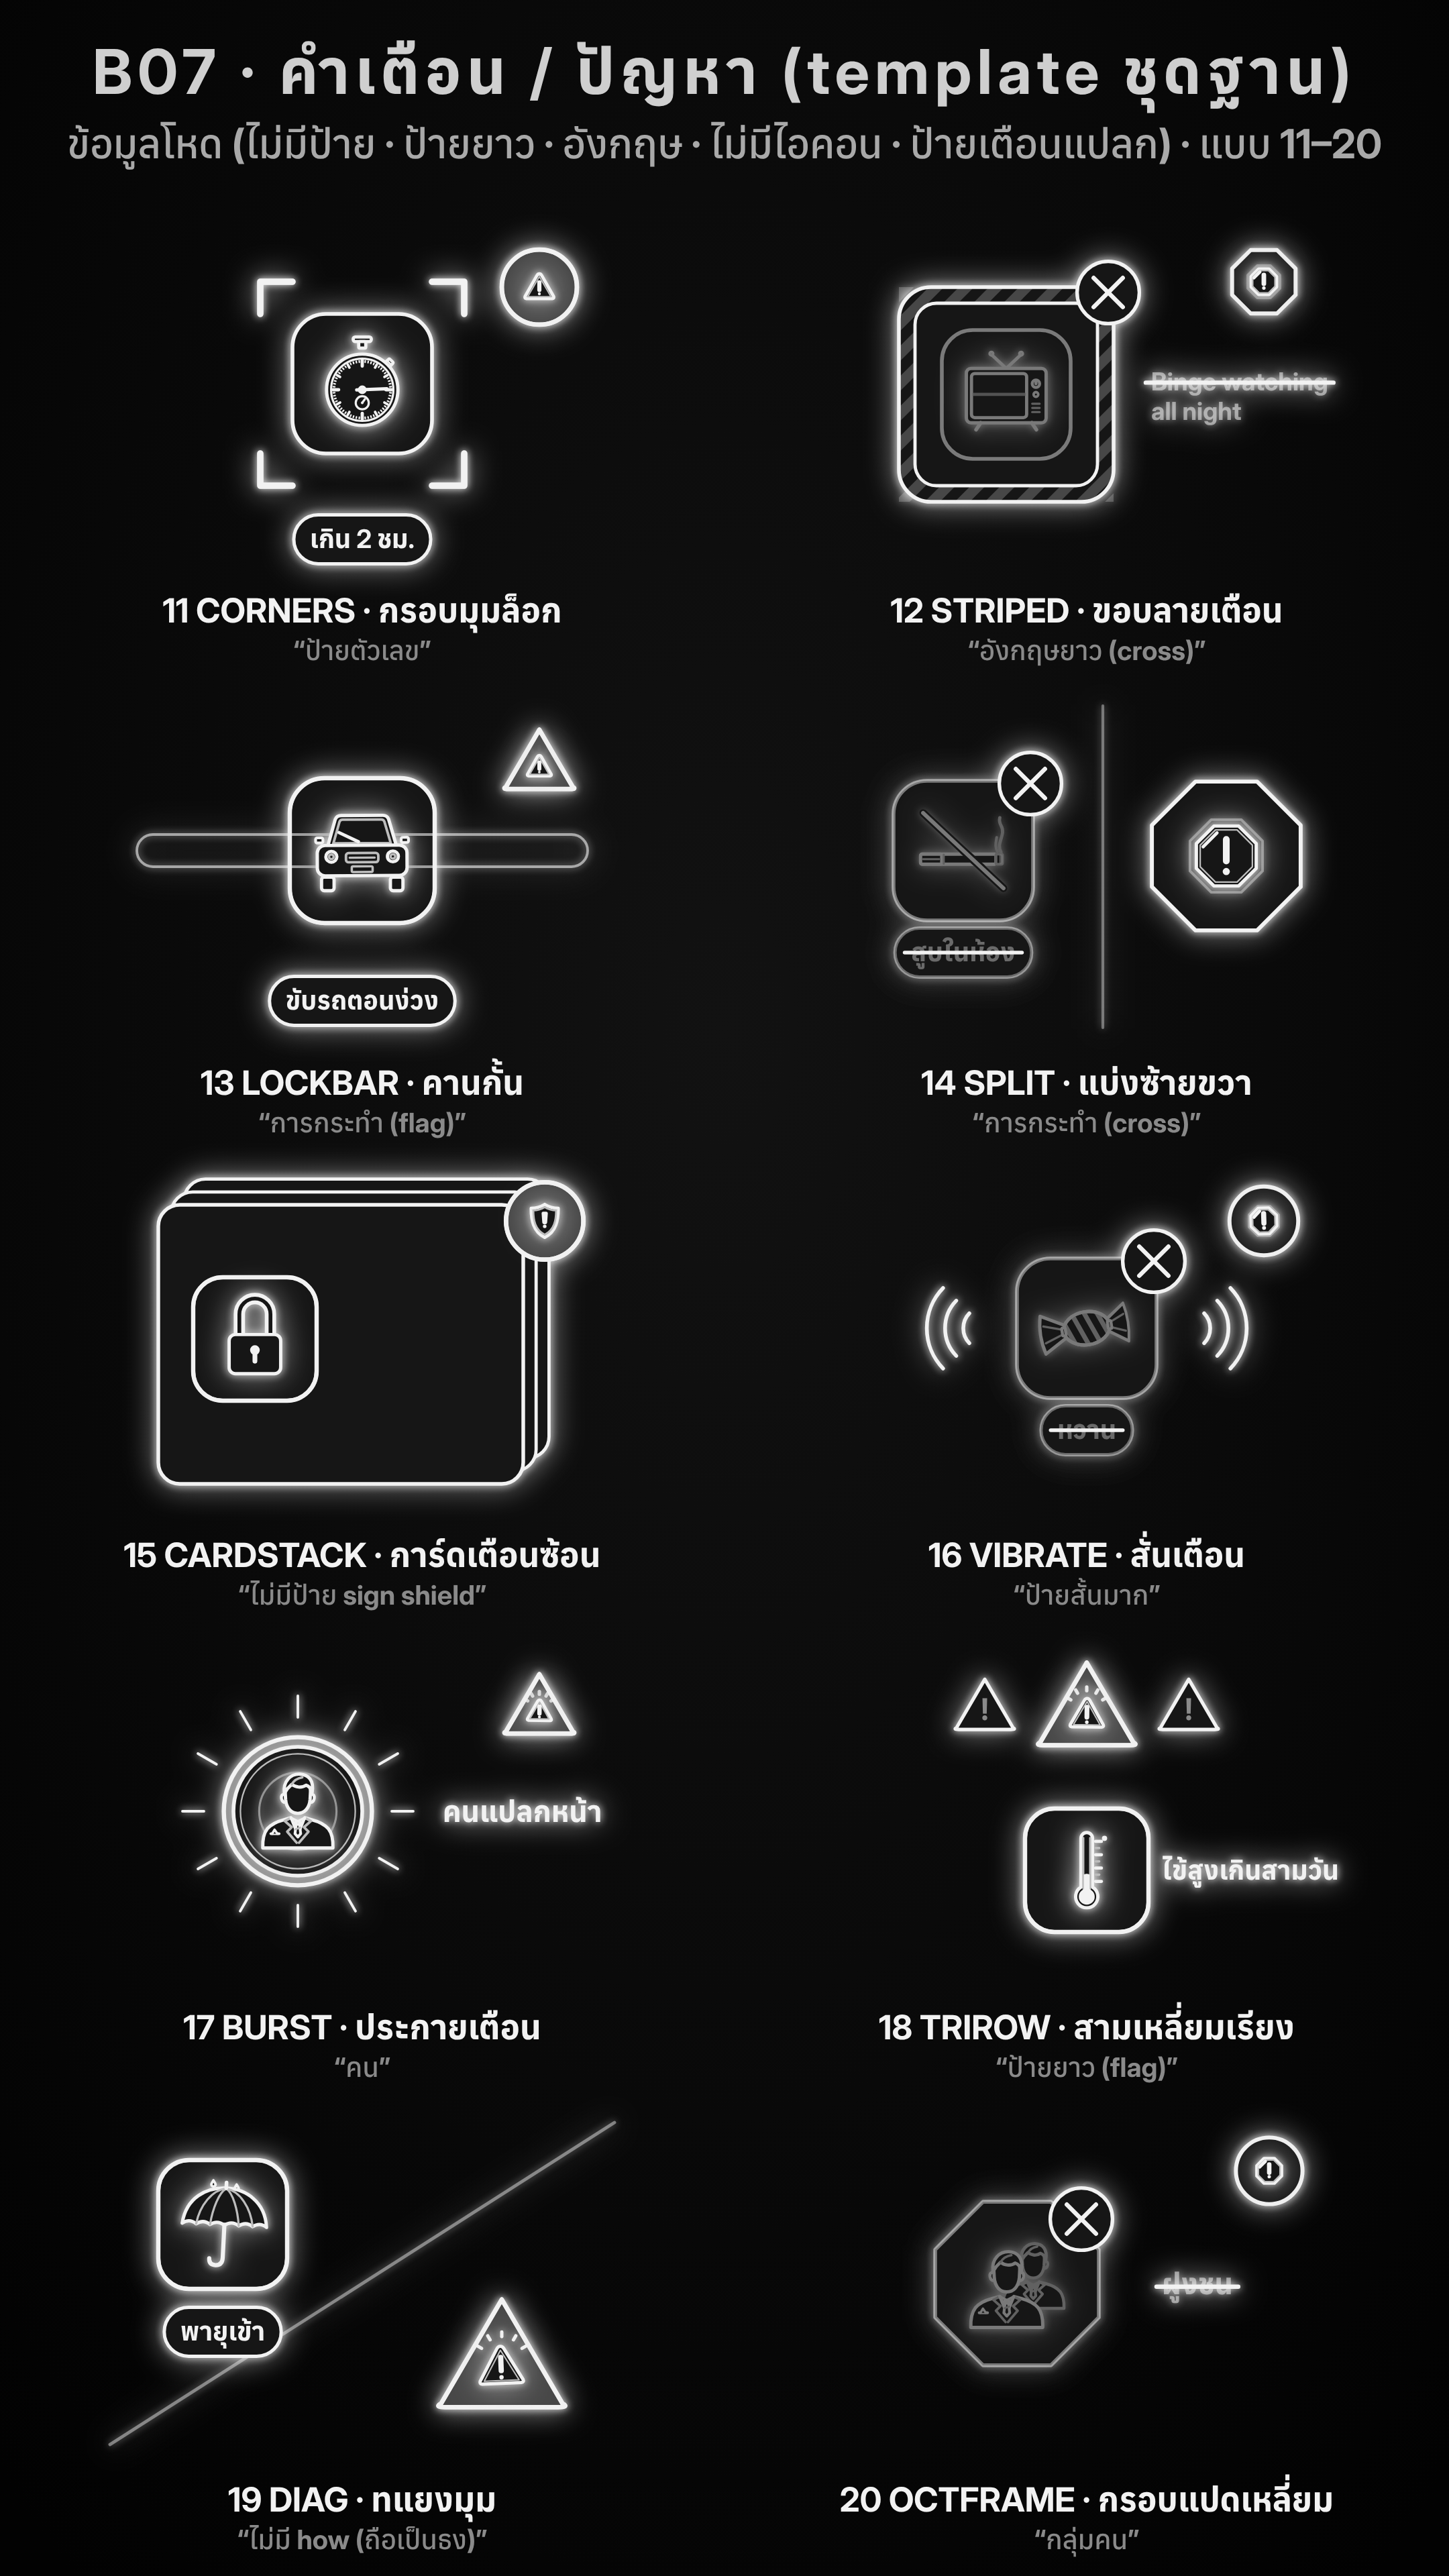 B07 · คำเตือน / ปัญหา (template ชุดฐาน)
ข้อมูลโหด (ไม่มีป้าย · ป้ายยาว · อังกฤษ · ไม่มีไอคอน · ป้ายเตือนแปลก) · แบบ 11–20
เกิน 2 ชม.
11 CORNERS · กรอบมุมล็อก
“ป้ายตัวเลข”
Binge watching
all night
12 STRIPED · ขอบลายเตือน
“อังกฤษยาว (cross)”
ขับรถตอนง่วง
13 LOCKBAR · คานกั้น
“การกระทำ (flag)”
สูบในห้อง
14 SPLIT · แบ่งซ้ายขวา
“การกระทำ (cross)”
15 CARDSTACK · การ์ดเตือนซ้อน
“ไม่มีป้าย sign shield”
หวาน
16 VIBRATE · สั่นเตือน
“ป้ายสั้นมาก”
คนแปลกหน้า
17 BURST · ประกายเตือน
“คน”
ไข้สูงเกินสามวัน
18 TRIROW · สามเหลี่ยมเรียง
“ป้ายยาว (flag)”
พายุเข้า
19 DIAG · ทแยงมุม
“ไม่มี how (ถือเป็นธง)”
ฝูงชน
20 OCTFRAME · กรอบแปดเหลี่ยม
“กลุ่มคน”